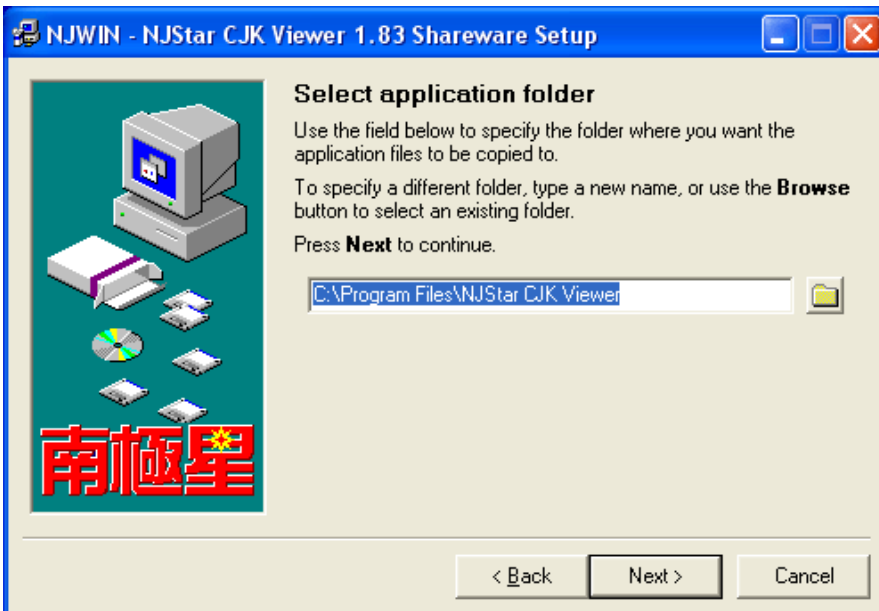 NJWIN - NJStar CJK Viewer 1.83 Shareware Setup
Select application folder
Use the field below to specify the folder where you want the
application files to be copied to.
To specify a different folder, type a new name, or use the Browse
button to select an existing folder.
Press Next to continue.
C:\Program Files\NJStar CJK Viewer
南極星
< Back
Next >
Cancel